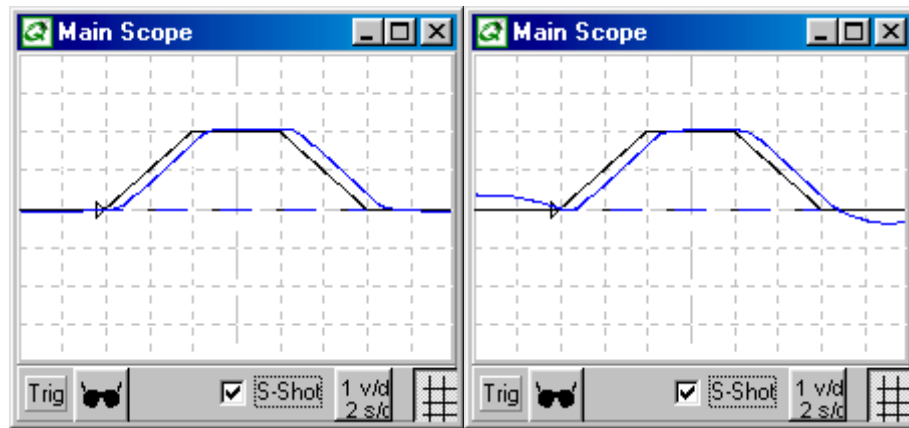 Main Scope
Trig
S-Shot
1 v/d
2 s/d
Main Scope
Trig
S-Shot
1 v/d
2 s/d